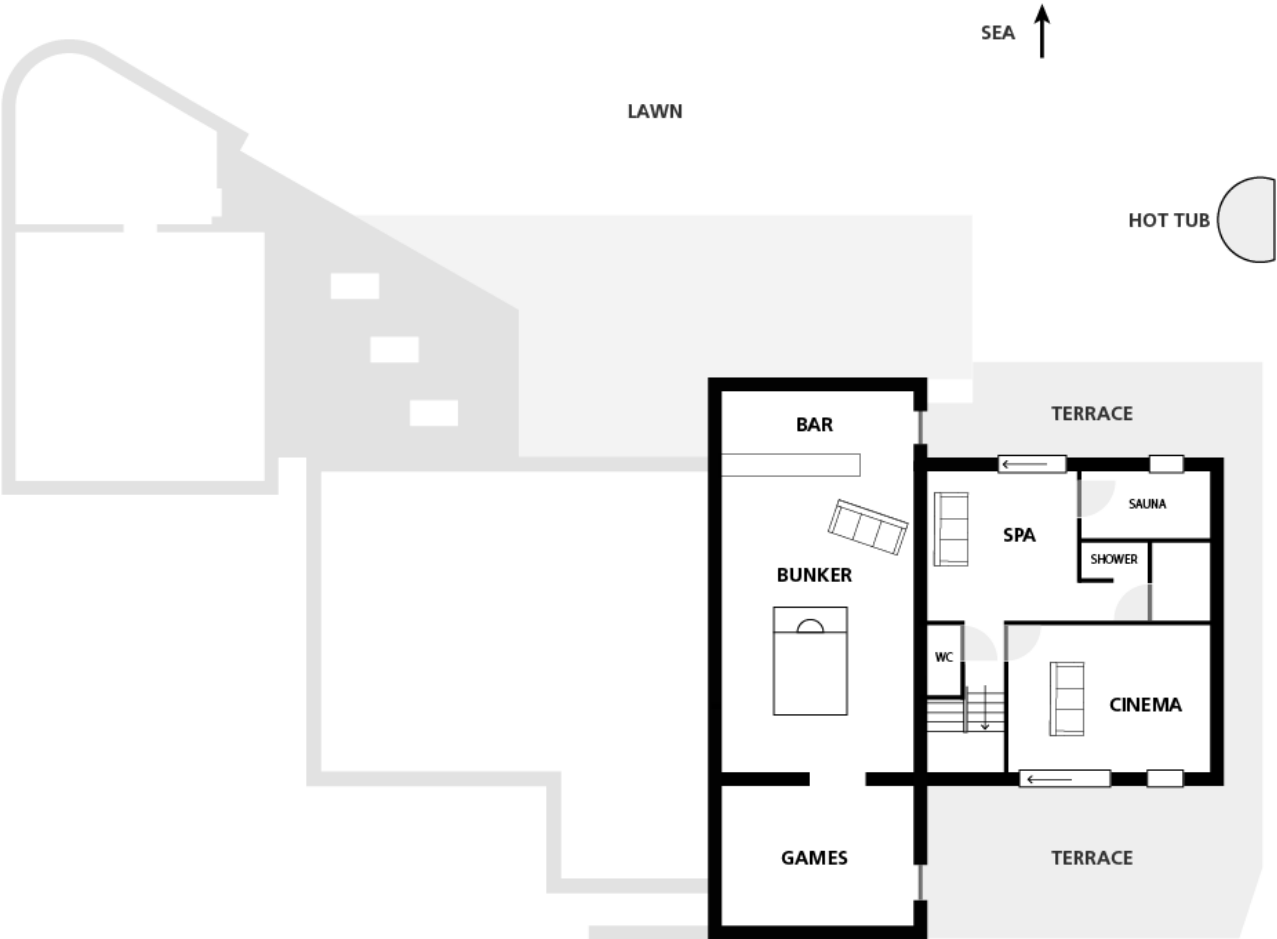 SEA
LAWN
HOT TUB
TERRACE
BAR
SAUNA
SPA
SHOWER
BUNKER
WC
CINEMA
GAMES
TERRACE